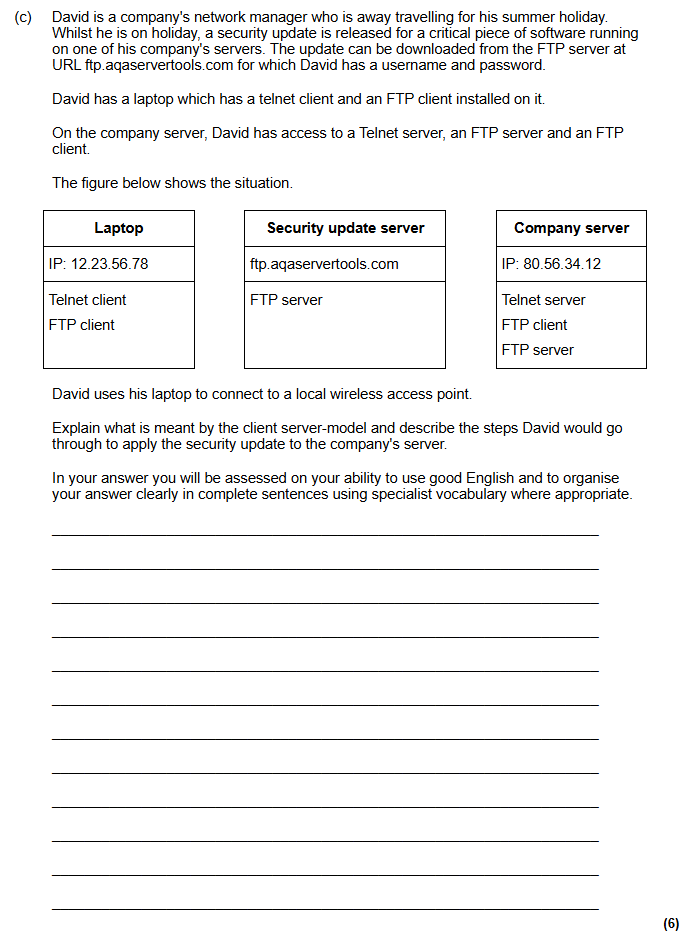 (c) David is a company's network manager who is away travelling for his summer holiday.
Whilst he is on holiday, a security update is released for a critical piece of software running
on one of his company's servers. The update can be downloaded from the FTP server at
URL ftp.aqaservertools.com for which David has a username and password.
David has a laptop which has a telnet client and an FTP client installed on it.
On the company server, David has access to a Telnet server, an FTP server and an FTP
client.
The figure below shows the situation.
Laptop
IP: 12.23.56.78
Telnet client
FTP client
Security update server
ftp.aqaservertools.com
FTP server
Company server
IP: 80.56.34.12
Telnet server
FTP client
FTP server
David uses his laptop to connect to a local wireless access point.
Explain what is meant by the client server-model and describe the steps David would go
through to apply the security update to the company's server.
In your answer you will be assessed on your ability to use good English and to organise
your answer clearly in complete sentences using specialist vocabulary where appropriate.
(6)